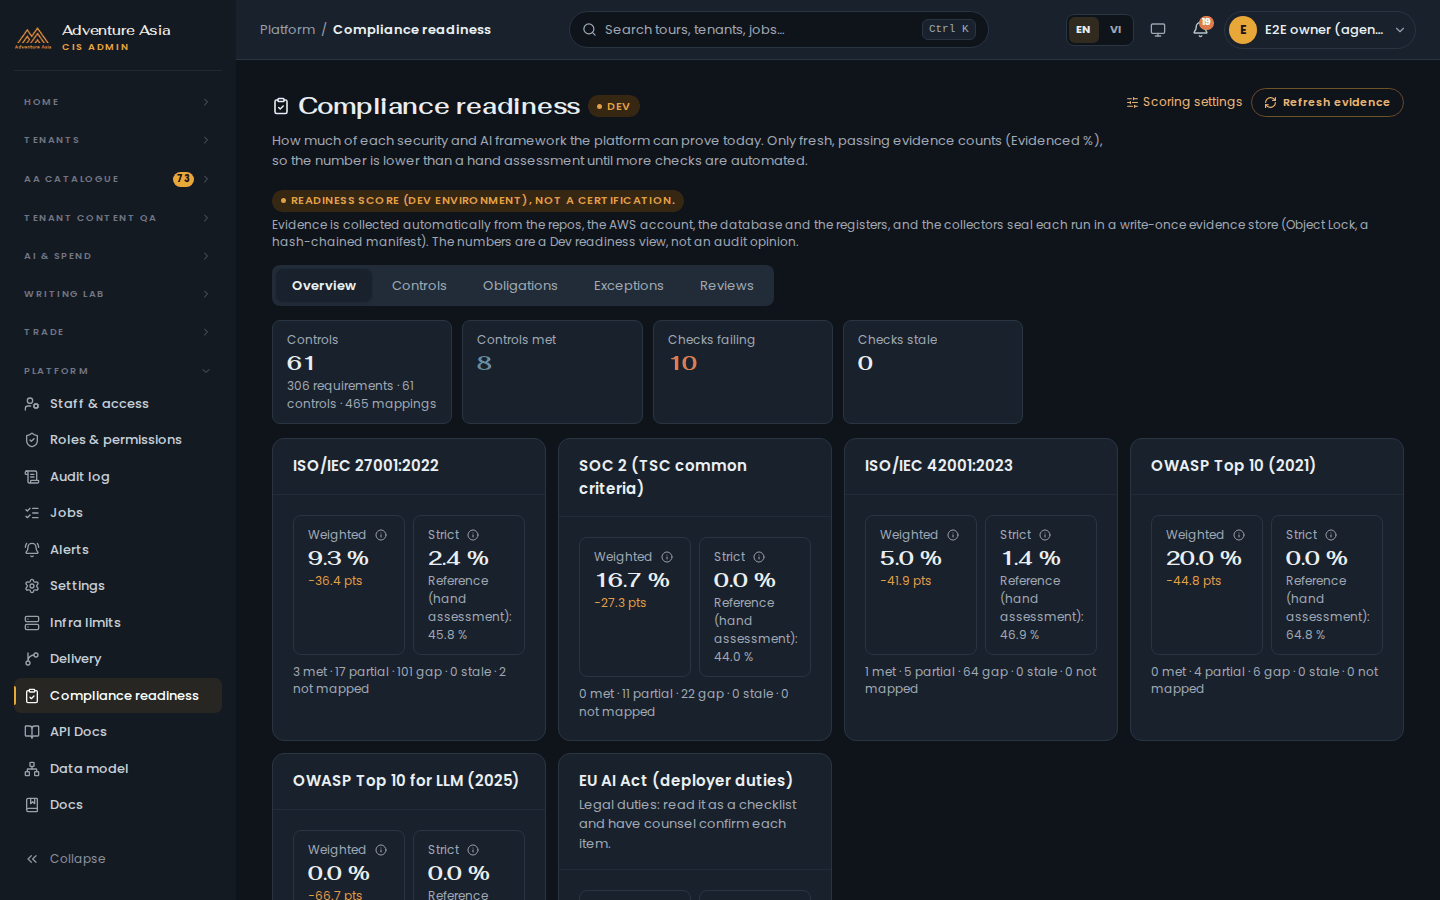 Adventure Asia
CIS ADMIN
Adventure Asia
Platform / Compliance readiness
Search tours, tenants, jobs...
Ctrl K
EN
VI
19
E
E2E owner (agen...
HOME
TENANTS
AA CATALOGUE
73
TENANT CONTENT QA
AI & SPEND
WRITING LAB
TRADE
PLATFORM
Staff & access
Roles & permissions
Audit log
Jobs
Alerts
Settings
Infra limits
Delivery
Compliance readiness
API Docs
Data model
Docs
Collapse
Compliance readiness
DEV
Scoring settings
Refresh evidence
How much of each security and AI framework the platform can prove today. Only fresh, passing evidence counts (Evidenced %),
so the number is lower than a hand assessment until more checks are automated.
READINESS SCORE (DEV ENVIRONMENT), NOT A CERTIFICATION.
Evidence is collected automatically from the repos, the AWS account, the database and the registers, and the collectors seal each run in a write-once evidence store (Object Lock, a
hash-chained manifest). The numbers are a Dev readiness view, not an audit opinion.
Overview
Controls
Obligations
Exceptions
Reviews
Controls
61
306 requirements · 61
controls · 465 mappings
Controls met
8
Checks failing
10
Checks stale
0
ISO/IEC 27001:2022
Weighted
9.3 %
−36.4 pts
Strict
2.4 %
Reference
(hand
assessment):
45.8 %
3 met · 17 partial · 101 gap · 0 stale · 2
not mapped
SOC 2 (TSC common
criteria)
Weighted
16.7 %
−27.3 pts
Strict
0.0 %
Reference
(hand
assessment):
44.0 %
0 met · 11 partial · 22 gap · 0 stale · 0
not mapped
ISO/IEC 42001:2023
Weighted
5.0 %
−41.9 pts
Strict
1.4 %
Reference
(hand
assessment):
46.9 %
1 met · 5 partial · 64 gap · 0 stale · 0 not
mapped
OWASP Top 10 (2021)
Weighted
20.0 %
−44.8 pts
Strict
0.0 %
Reference
(hand
assessment):
64.8 %
0 met · 4 partial · 6 gap · 0 stale · 0 not
mapped
OWASP Top 10 for LLM (2025)
Weighted
0.0 %
−66.7 pts
Strict
0.0 %
Reference
EU AI Act (deployer duties)
Legal duties: read it as a checklist
and have counsel confirm each
item.